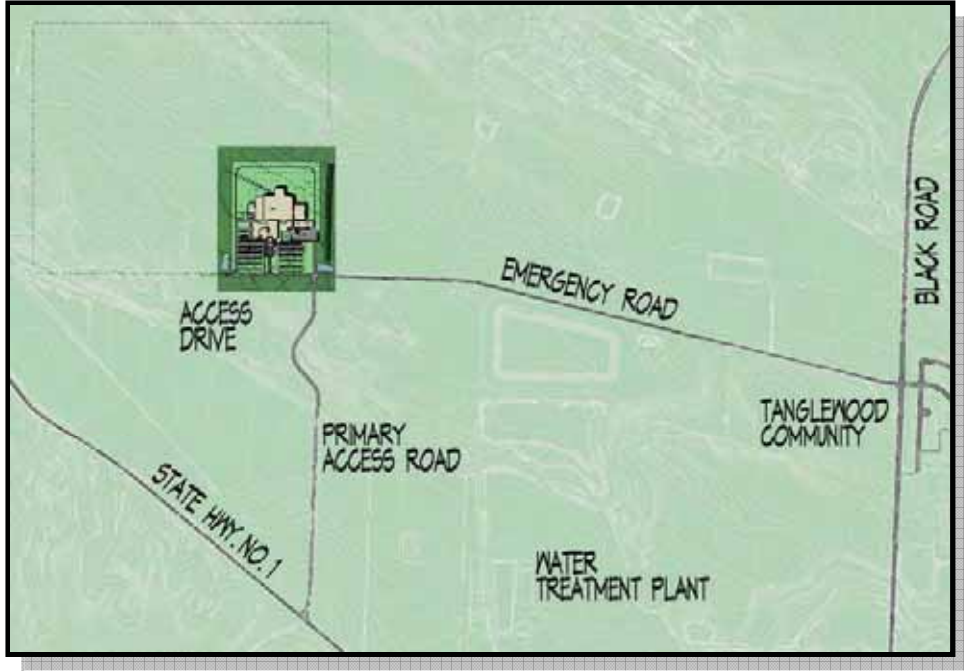 BLACK ROAD
EMERGENCY ROAD
ACCESS
DRIVE
TANGLEWOOD
COMMUNITY
PRIMARY
ACCESS ROAD
STATE HWY. NO. 1
WATER
TREATMENT PLANT